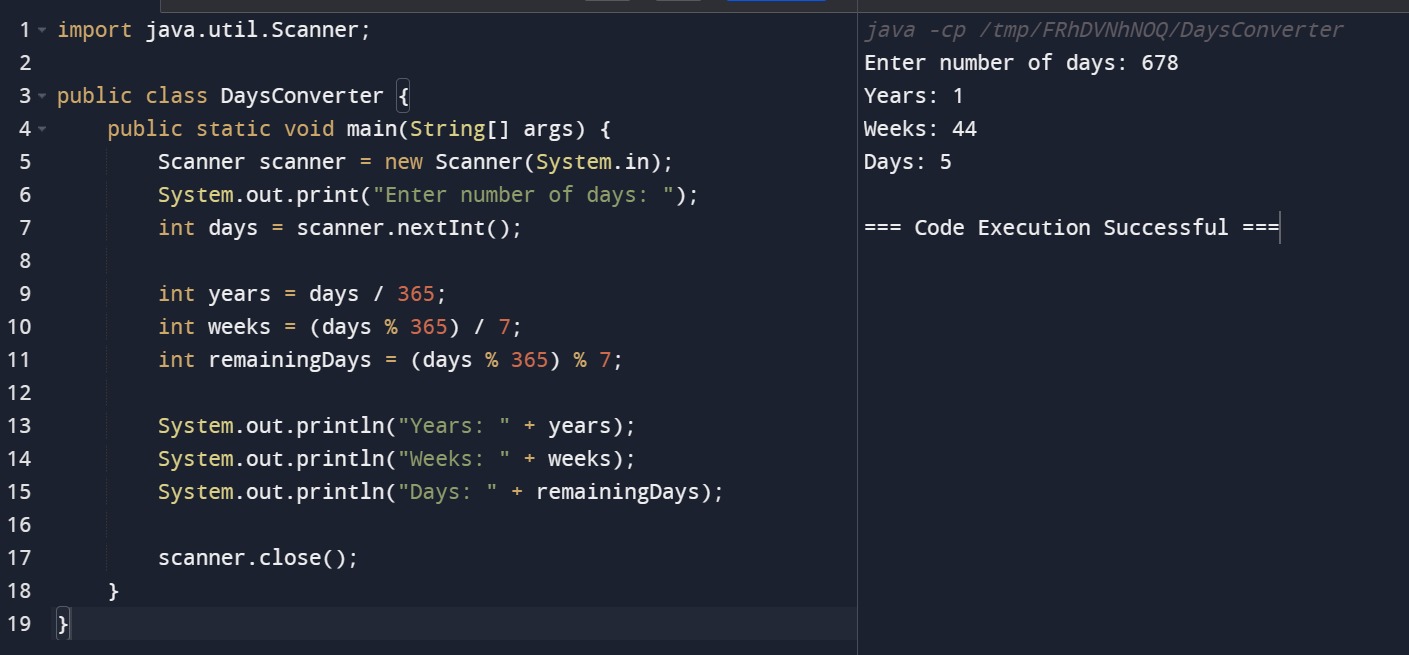 1 import java.util.Scanner;
2
3 public class DaysConverter {
4     public static void main(String[] args) {
5         Scanner scanner = new Scanner(System.in);
6         System.out.print("Enter number of days: ");
7         int days = scanner.nextInt();
8
9         int years = days / 365;
10         int weeks = (days % 365) / 7;
11         int remainingDays = (days % 365) % 7;
12
13         System.out.println("Years: " + years);
14         System.out.println("Weeks: " + weeks);
15         System.out.println("Days: " + remainingDays);
16
17         scanner.close();
18     }
19 }
java -cp /tmp/FRhDVNhNOQ/DaysConverter
Enter number of days: 678
Years: 1
Weeks: 44
Days: 5
=== Code Execution Successful ===